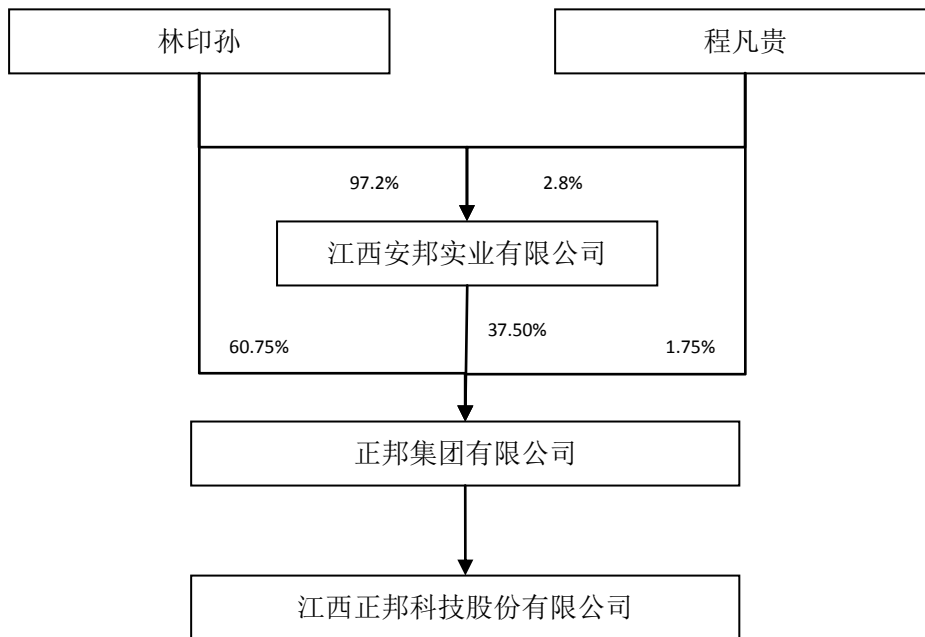 林印孙
程凡贵
97.2%
2.8%
江西安邦实业有限公司
37.50%
60.75%
1.75%
正邦集团有限公司
江西正邦科技股份有限公司